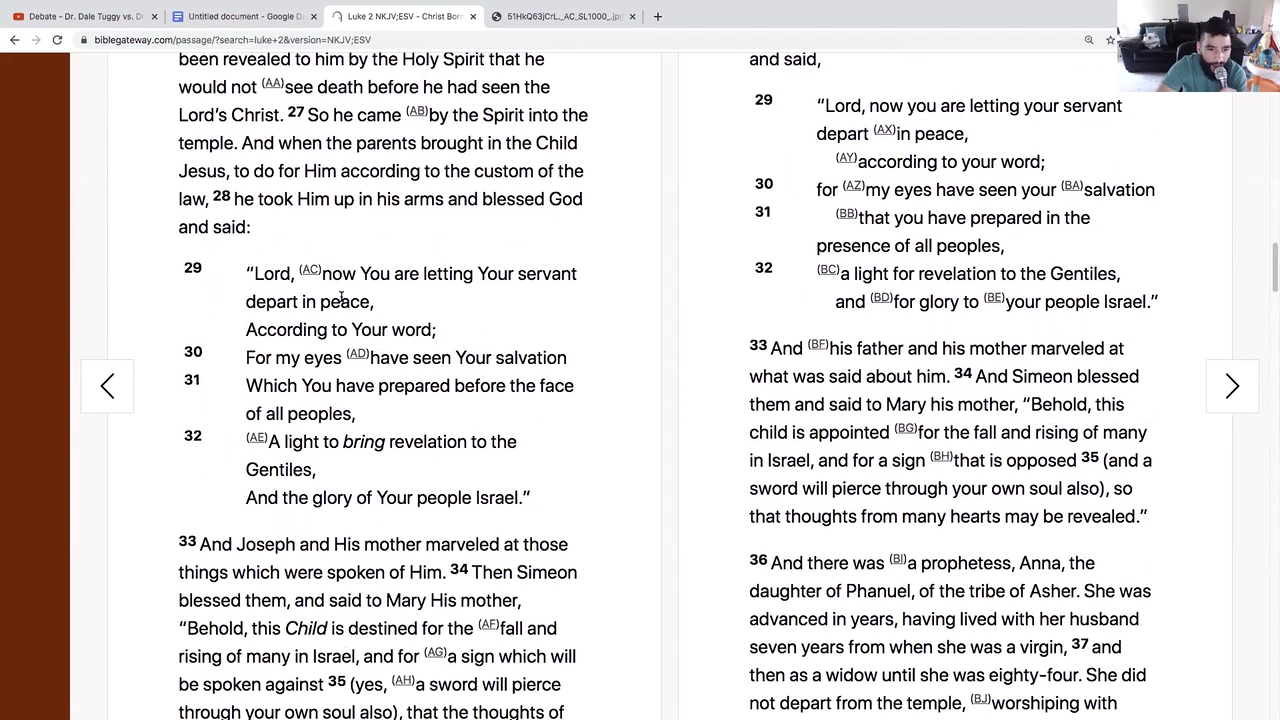 Debate - Dr. Dale Tuggy vs. Dr.
Untitled document - Google Do
Luke 2 NKJV;ESV - Christ Born
51HkQ63jCrL._AC_SL1000_.jpg
biblegateway.com/passage/?search=luke+2&version=NKJV;ESV
been revealed to him by the Holy Spirit that he
would not (AA)see death before he had seen the
Lord's Christ. 27 So he came (AB)by the Spirit into the
temple. And when the parents brought in the Child
Jesus, to do for Him according to the custom of the
law, 28 he took Him up in his arms and blessed God
and said:
29 “Lord, (AC)now You are letting Your servant
depart in peace,
According to Your word;
30 For my eyes (AD)have seen Your salvation
31 Which You have prepared before the face
of all peoples,
32 (AE)A light to bring revelation to the
Gentiles,
And the glory of Your people Israel.”
33 And Joseph and His mother marveled at those
things which were spoken of Him. 34 Then Simeon
blessed them, and said to Mary His mother,
“Behold, this Child is destined for the (AF)fall and
rising of many in Israel, and for (AG)a sign which will
be spoken against 35 (yes, (AH)a sword will pierce
through your own soul also), that the thoughts of
and said,
29 “Lord, now you are letting your servant
depart (AX)in peace,
(AY)according to your word;
30 for (AZ)my eyes have seen your (BA)salvation
31 (BB)that you have prepared in the
presence of all peoples,
32 (BC)a light for revelation to the Gentiles,
and (BD)for glory to (BE)your people Israel.”
33 And (BF)his father and his mother marveled at
what was said about him. 34 And Simeon blessed
them and said to Mary his mother, “Behold, this
child is appointed (BG)for the fall and rising of many
in Israel, and for a sign (BH)that is opposed 35 (and a
sword will pierce through your own soul also), so
that thoughts from many hearts may be revealed.”
36 And there was (BI)a prophetess, Anna, the
daughter of Phanuel, of the tribe of Asher. She was
advanced in years, having lived with her husband
seven years from when she was a virgin, 37 and
then as a widow until she was eighty-four. She did
not depart from the temple, (BJ)worshiping with